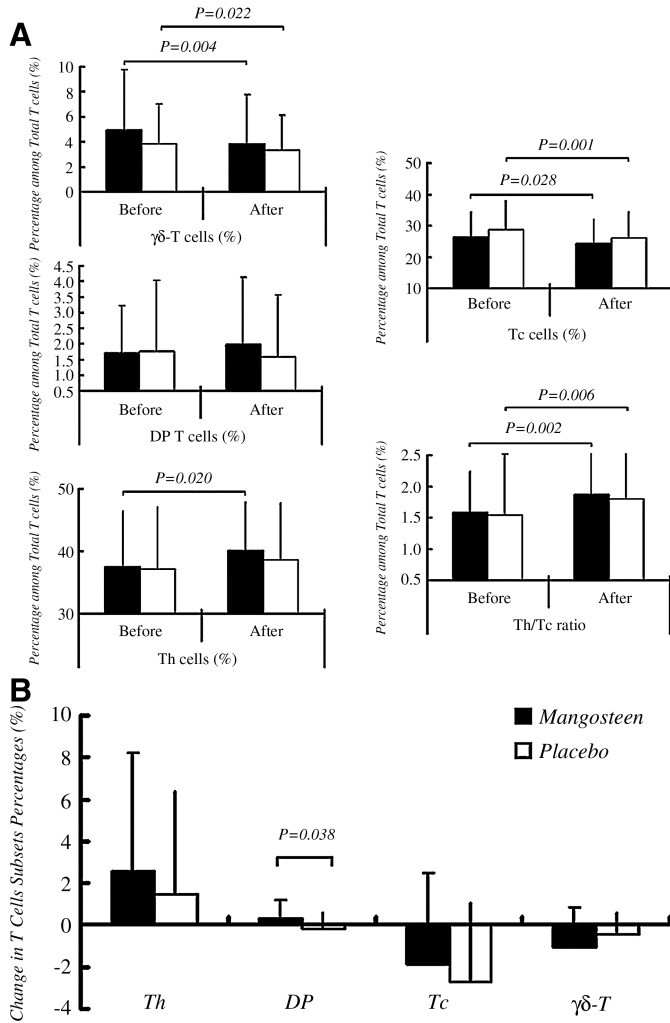 A
P=0.022
P=0.004
Percentage among Total T cells (%)
10
8
6
4
2
0
Before
After
γδ-T cells (%)
P=0.001
P=0.028
Percentage among Total T cells (%)
50
40
30
20
10
Before
After
Tc cells (%)
Percentage among Total T cells (%)
4.5
4.0
3.5
3.0
2.5
2.0
1.5
1.0
0.5
Before
After
DP T cells (%)
P=0.006
P=0.002
Percentage among Total T cells (%)
2.5
2.0
1.5
1.0
0.5
Before
After
Th/Tc ratio
P=0.020
Percentage among Total T cells (%)
50
40
30
Before
After
Th cells (%)
B
Change in T Cells Subsets Percentages (%)
10
8
6
4
2
0
-2
-4
Mangosteen
Placebo
P=0.038
Th
DP
Tc
γδ-T